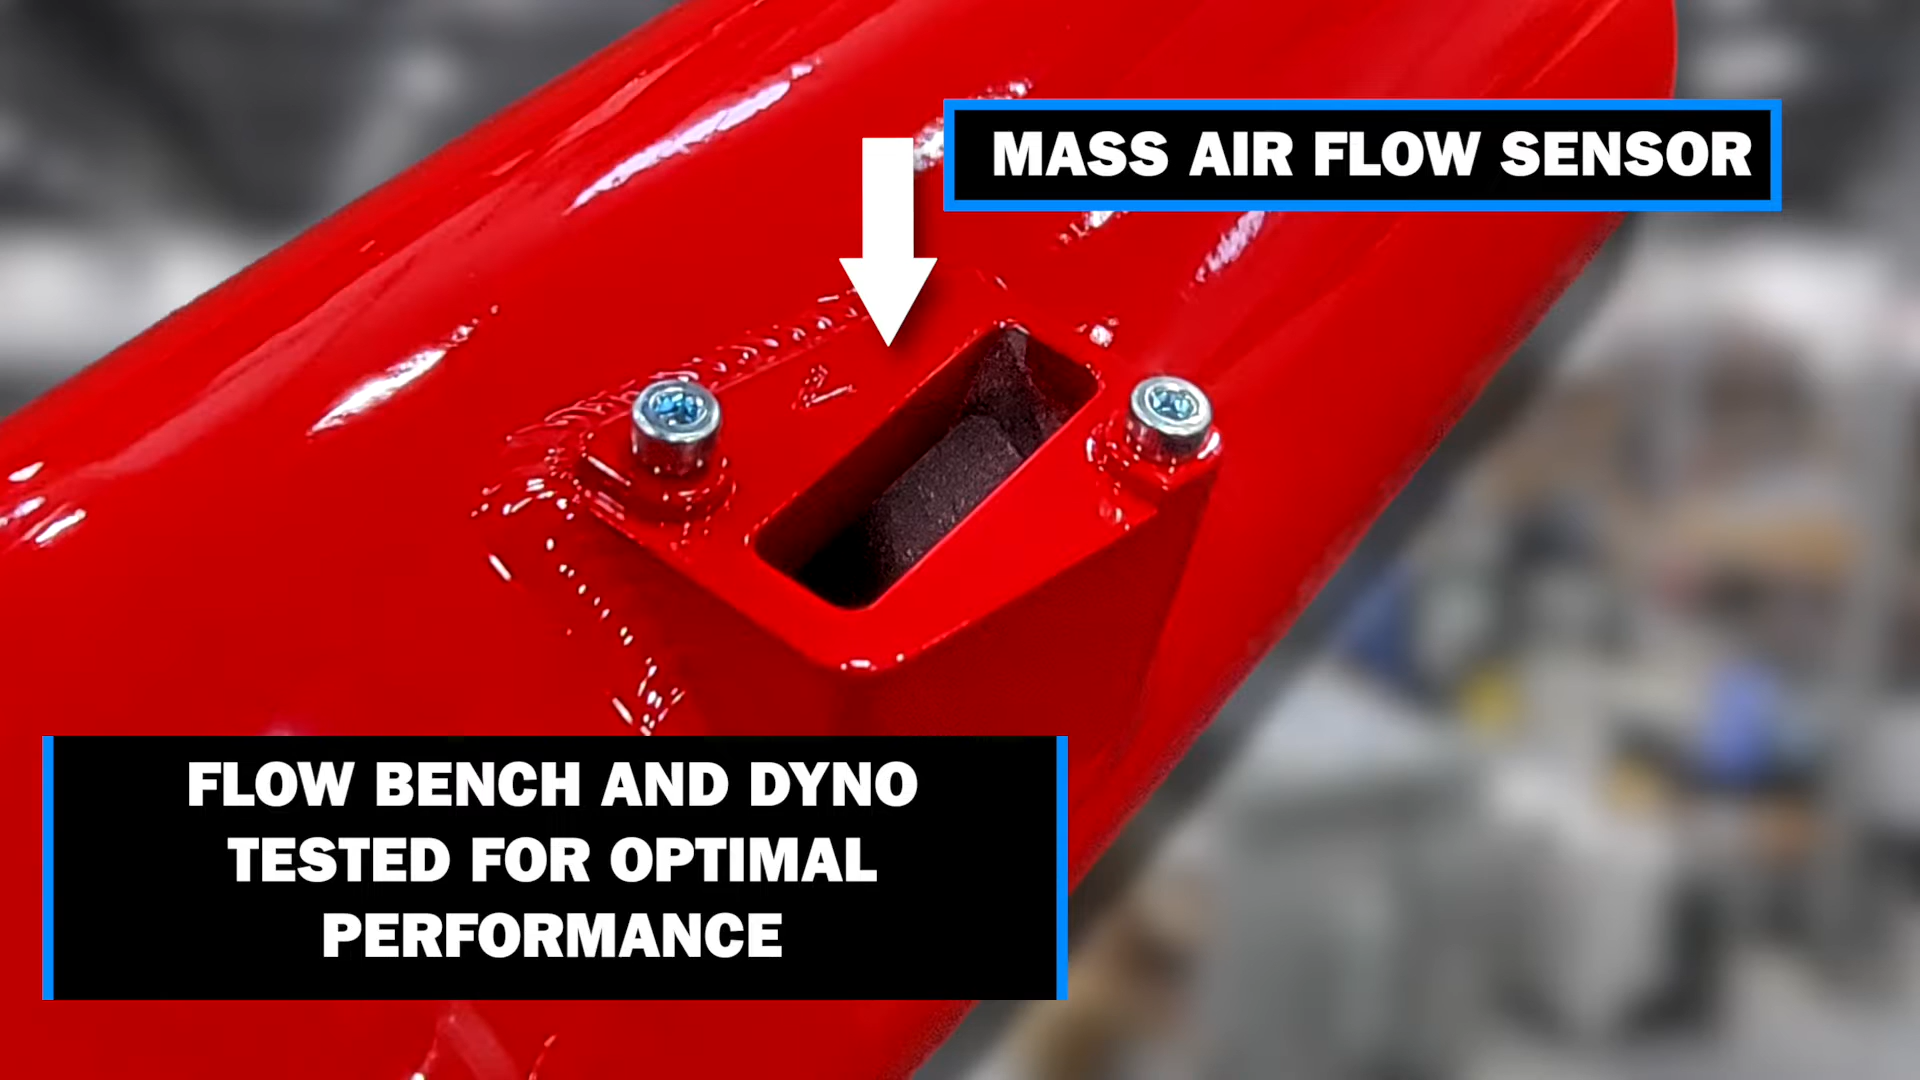 MASS AIR FLOW SENSOR
FLOW BENCH AND DYNO
TESTED FOR OPTIMAL
PERFORMANCE